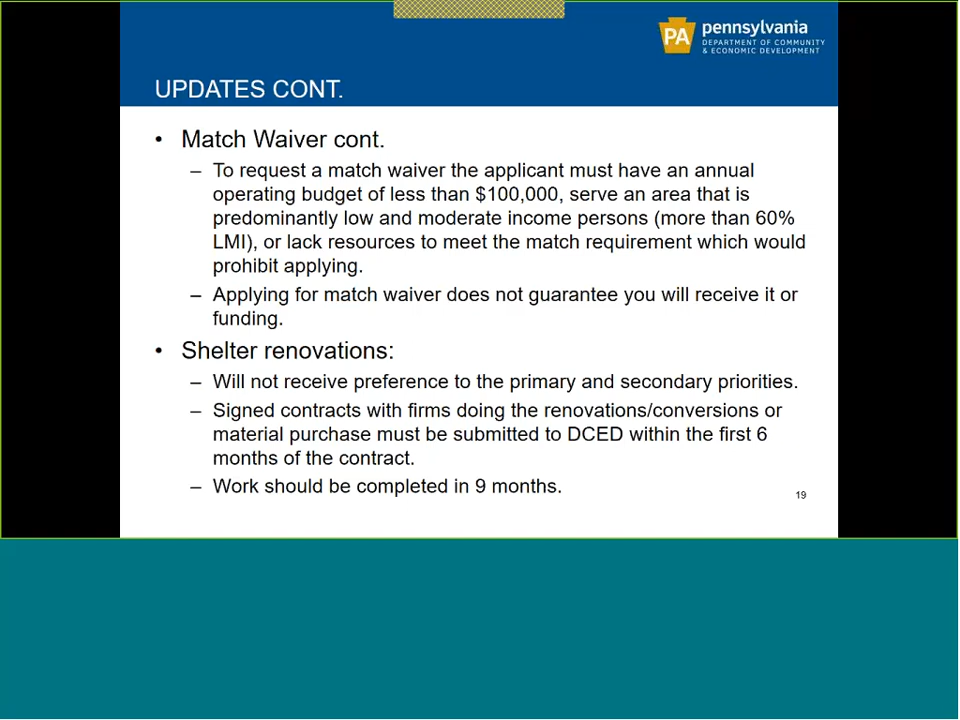 PA
pennsylvania
DEPARTMENT OF COMMUNITY
& ECONOMIC DEVELOPMENT
UPDATES CONT.
• Match Waiver cont.
– To request a match waiver the applicant must have an annual
operating budget of less than $100,000, serve an area that is
predominantly low and moderate income persons (more than 60%
LMI), or lack resources to meet the match requirement which would
prohibit applying.
– Applying for match waiver does not guarantee you will receive it or
funding.
• Shelter renovations:
– Will not receive preference to the primary and secondary priorities.
– Signed contracts with firms doing the renovations/conversions or
material purchase must be submitted to DCED within the first 6
months of the contract.
– Work should be completed in 9 months.
19